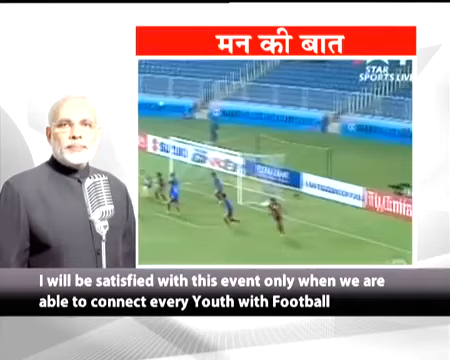 मन की बात
STAR
SPORTS LIVE
SUZUKI
I will be satisfied with this event only when we are
able to connect every Youth with Football